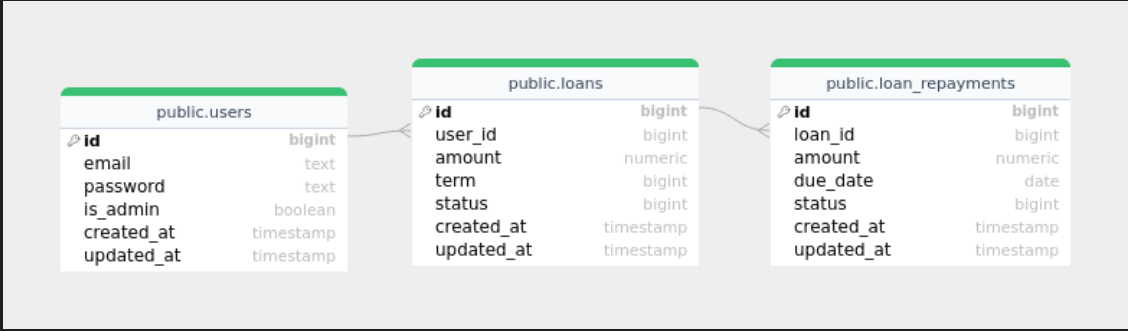 public.users
id bigint
email text
password text
is_admin boolean
created_at timestamp
updated_at timestamp
public.loans
id bigint
user_id bigint
amount numeric
term bigint
status bigint
created_at timestamp
updated_at timestamp
public.loan_repayments
id bigint
loan_id bigint
amount numeric
due_date date
status bigint
created_at timestamp
updated_at timestamp